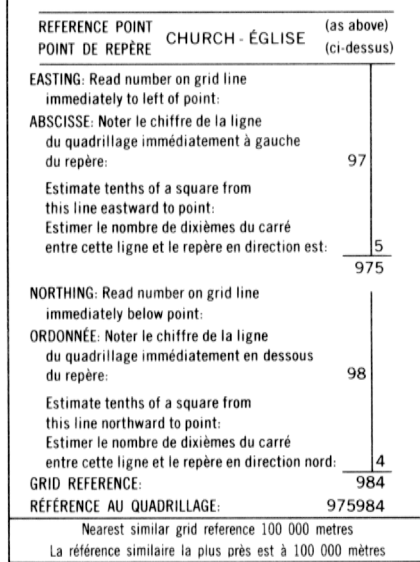 REFERENCE POINT CHURCH - ÉGLISE (as above)
POINT DE REPÈRE (ci-dessus)
EASTING: Read number on grid line
immediately to left of point:
ABSCISSE: Noter le chiffre de la ligne
du quadrillage immédiatement à gauche
du repère: 97
Estimate tenths of a square from
this line eastward to point:
Estimer le nombre de dixièmes du carré
entre cette ligne et le repère en direction est: 5
975
NORTHING: Read number on grid line
immediately below point:
ORDONNÉE: Noter le chiffre de la ligne
du quadrillage immédiatement en dessous
du repère: 98
Estimate tenths of a square from
this line northward to point:
Estimer le nombre de dixièmes du carré
entre cette ligne et le repère en direction nord: 4
GRID REFERENCE: 984
RÉFÉRENCE AU QUADRILLAGE: 975984
Nearest similar grid reference 100 000 metres
La référence similaire la plus près est à 100 000 mètres